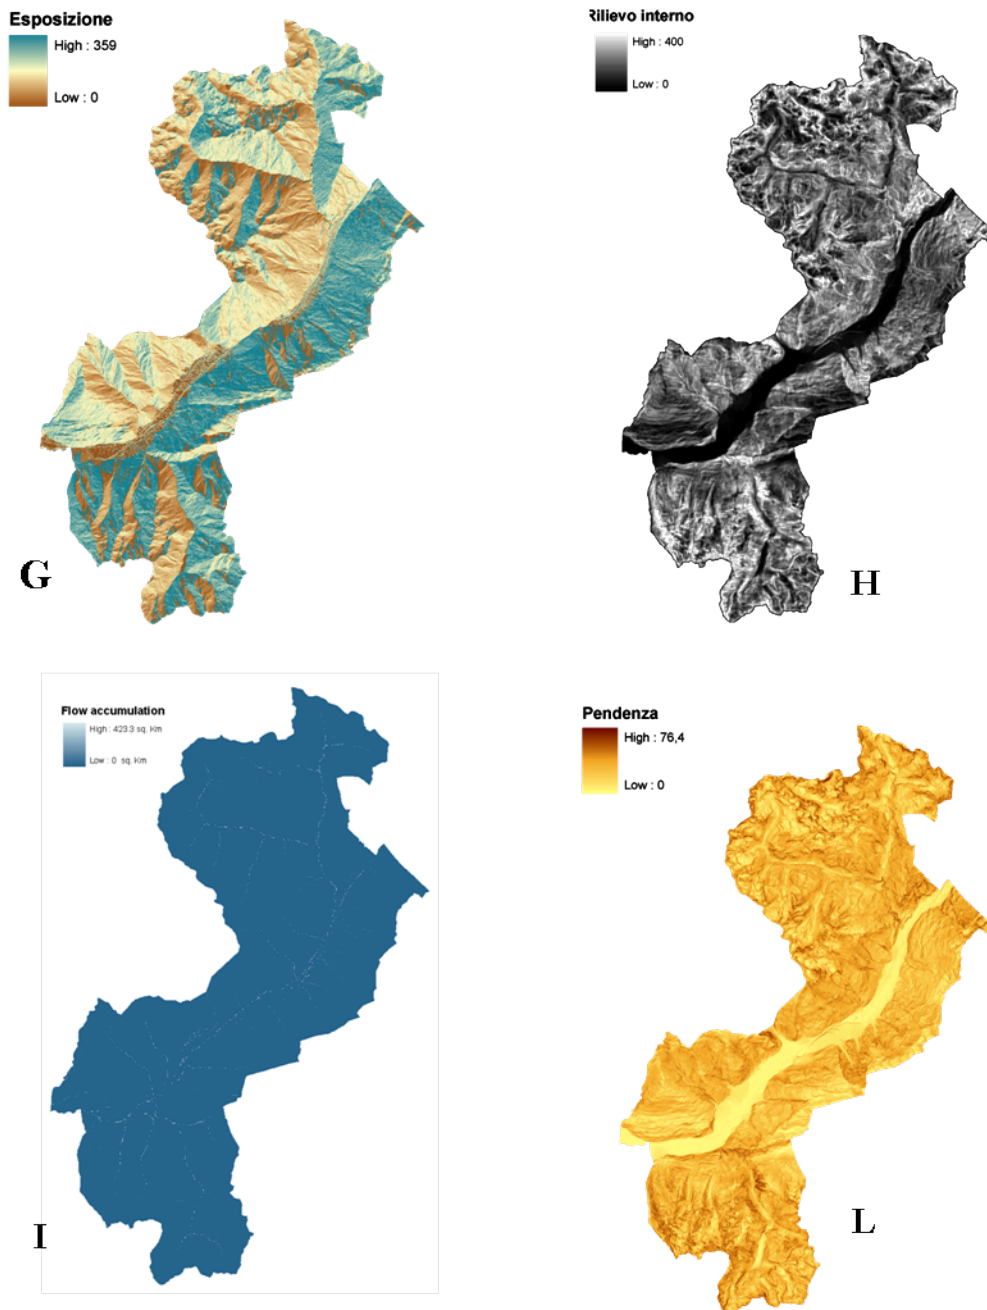 Esposizione
High : 359
Low : 0
G
Rilievo interno
High : 400
Low : 0
H
Flow accumulation
High : 423.3 sq. Km
Low : 0 sq. Km
I
Pendenza
High : 76,4
Low : 0
L